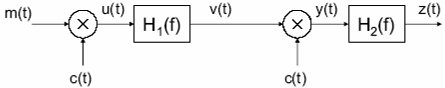 m(t)
u(t)
H₁(f)
v(t)
y(t)
H₂(f)
z(t)
×
×
c(t)
c(t)